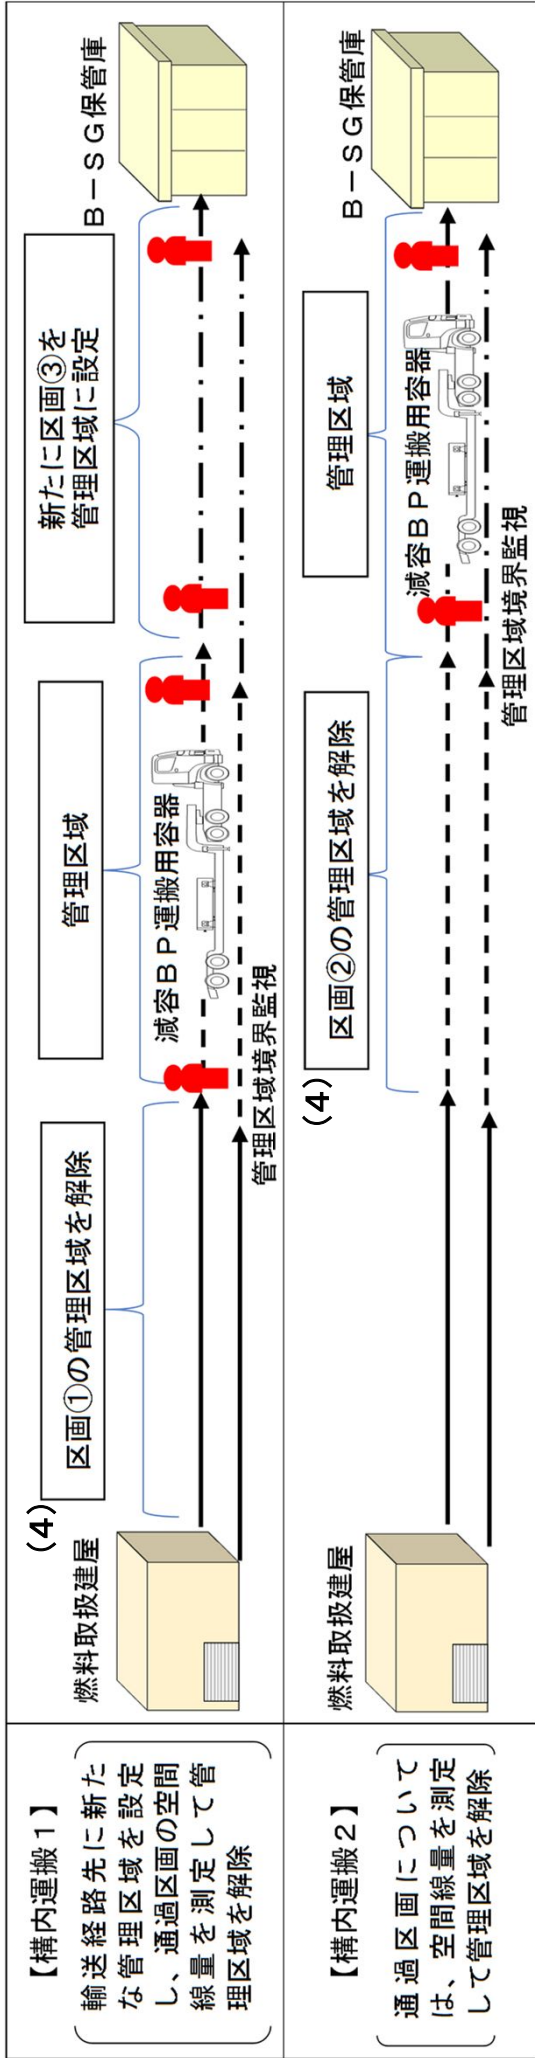 【構内運搬1】
輸送経路先に新た
な管理区域を設定
し、通過区画の空間
線量を測定して管
理区域を解除
(4)
区画①の管理区域を解除
管理区域
新たに区画③を
管理区域に設定
燃料取扱建屋
減容BP運搬用容器
B－SG保管庫
管理区域境界監視
【構内運搬2】
通過区画について
は、空間線量を測定
して管理区域を解除
(4)
区画②の管理区域を解除
管理区域
燃料取扱建屋
減容BP運搬用容器
B－SG保管庫
管理区域境界監視